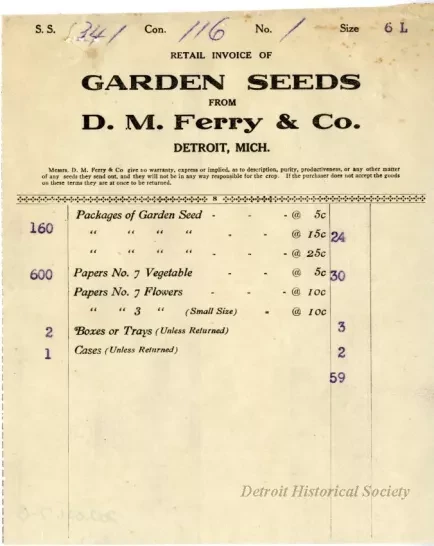 S. S. 341 Con. 116 No. 1 Size 6 L
RETAIL INVOICE OF
GARDEN SEEDS
FROM
D. M. Ferry & Co.
DETROIT, MICH.
MESSRS. D. M. Ferry & Co give no warranty, express or implied, as to description, purity, productiveness, or any other matter
of any seeds they send out, and they will not be in any way responsible for the crop. If the purchaser does not accept the goods
on these terms they are at once to be returned.
8
Packages of Garden Seed - - - @ 5c
160 " " " " - - @ 15c 24
" " " " - - @ 25c
600 Papers No. 7 Vegetable - - @ 5c 30
Papers No. 7 Flowers - - @ 10c
" " 3 " (Small Size) - @ 10c
2 Boxes or Trays (Unless Returned) 3
1 Cases (Unless Returned) 2
59
Detroit Historical Society